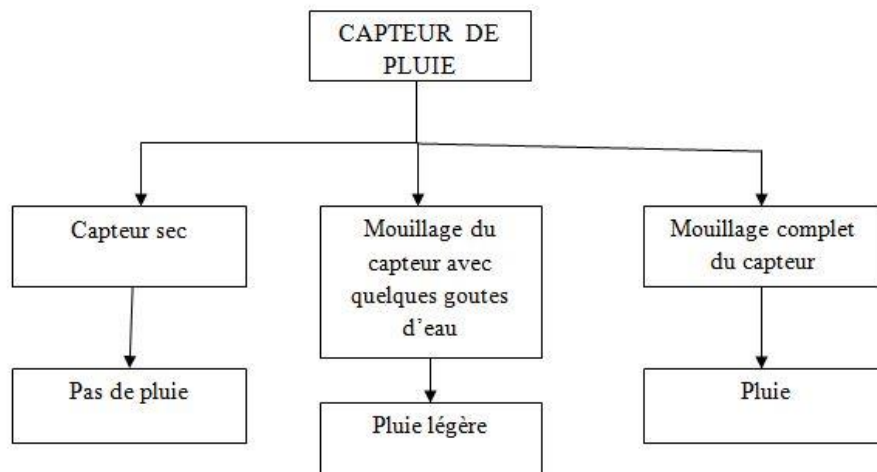 CAPTEUR DE
PLUIE
Capteur sec
Mouillage du
capteur avec
quelques goutes
d’eau
Mouillage complet
du capteur
Pas de pluie
Pluie légère
Pluie